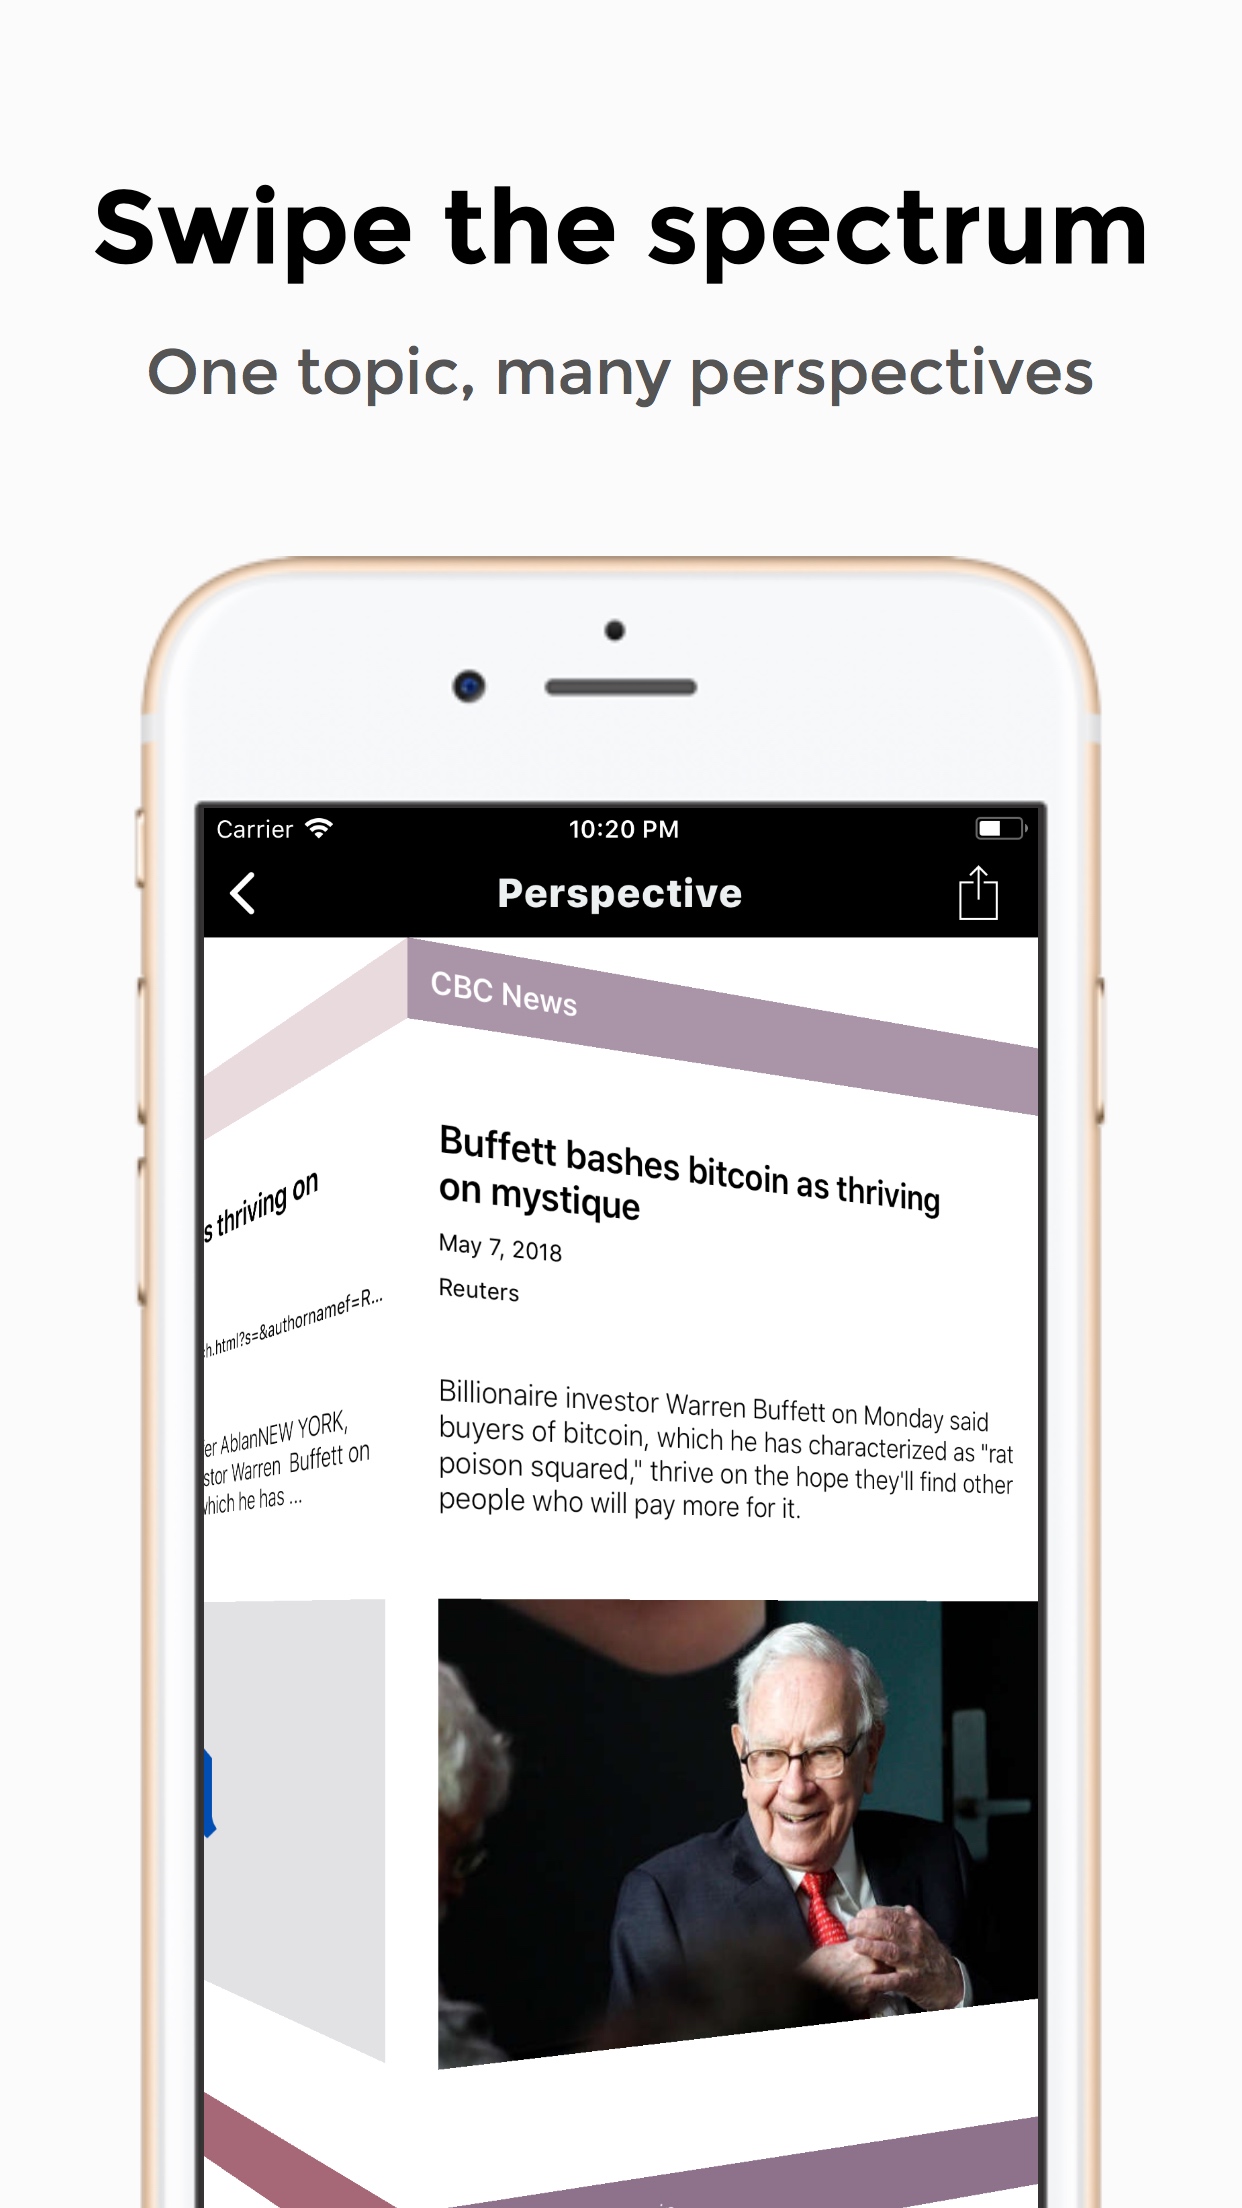 Swipe the spectrum
One topic, many perspectives
Carrier
10:20 PM
Perspective
CBC News
s thriving on
h.html?s=&authornamef=R...
er AblanNEW YORK,
stor Warren Buffett on
which he has ...
Buffett bashes bitcoin as thriving
on mystique
May 7, 2018
Reuters
Billionaire investor Warren Buffett on Monday said
buyers of bitcoin, which he has characterized as "rat
poison squared," thrive on the hope they'll find other
people who will pay more for it.